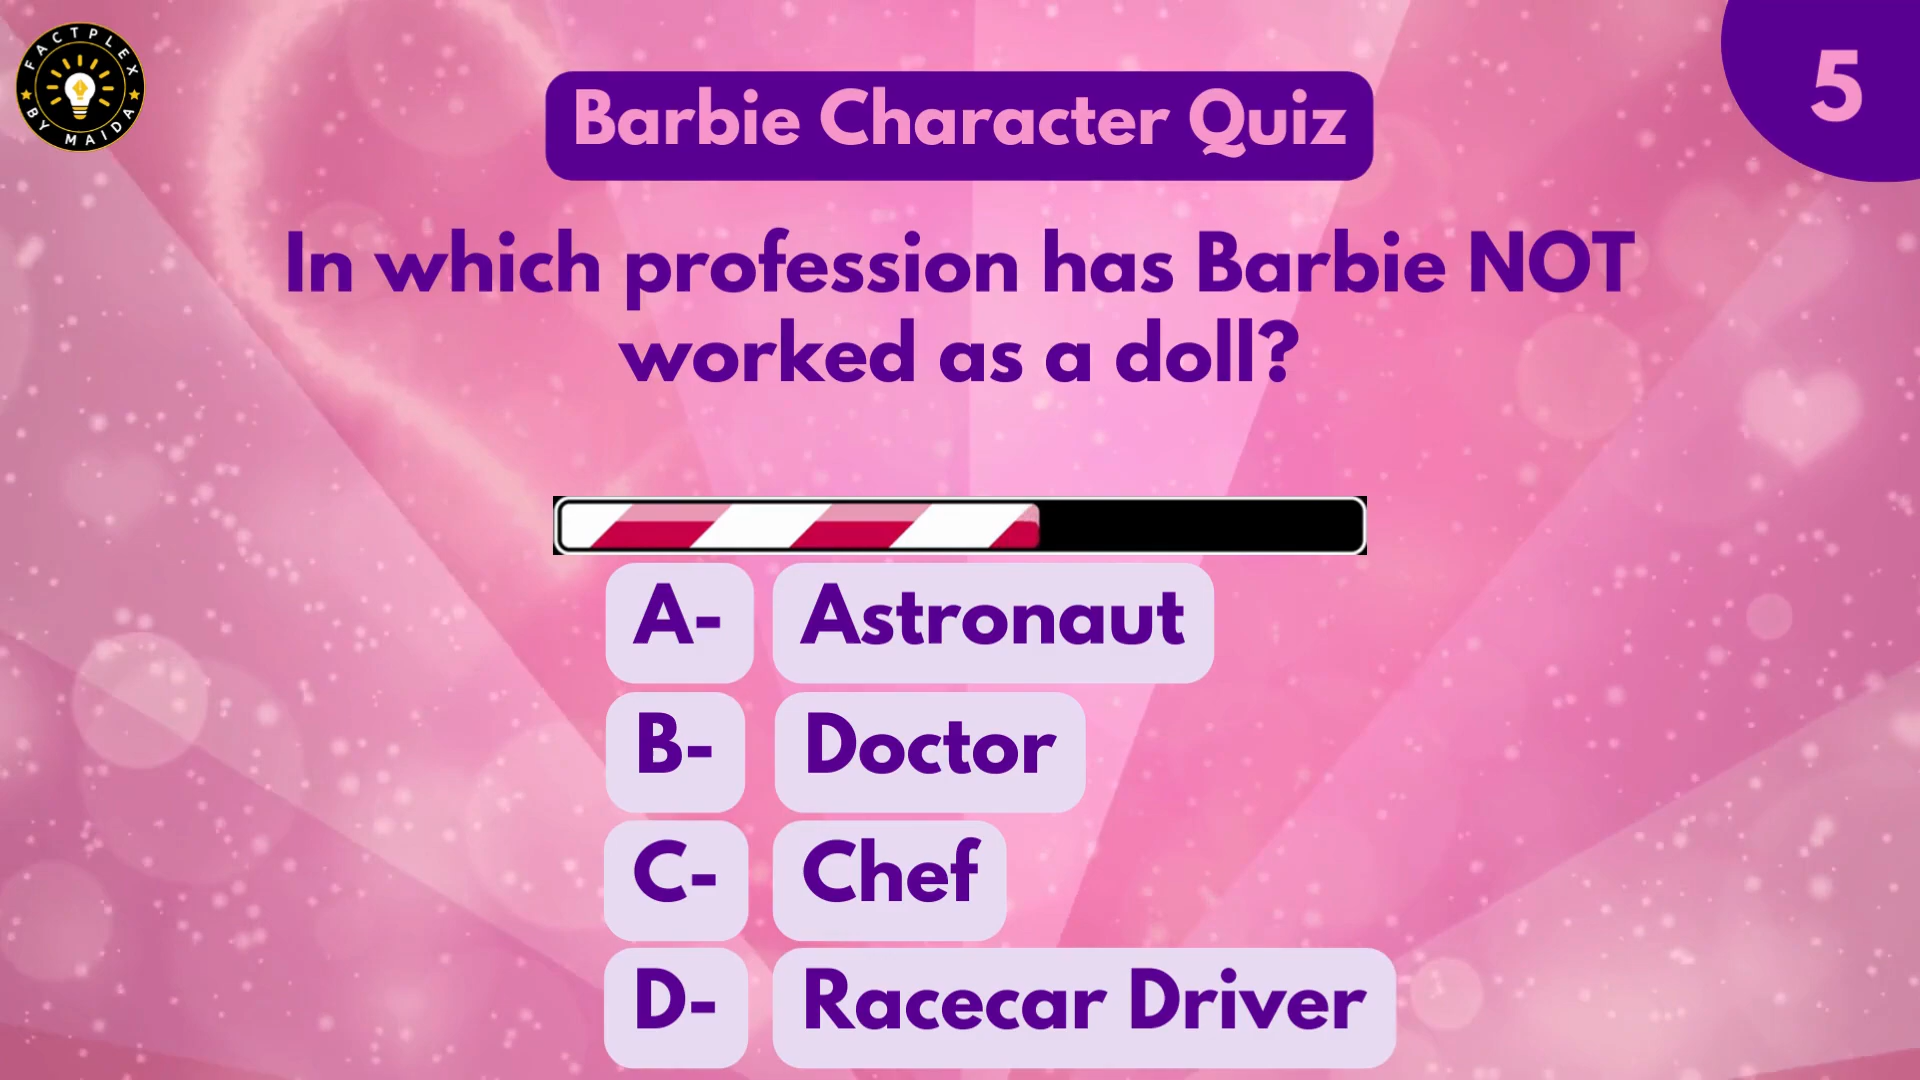 FACTPLEX
BY MAIDA
5
Barbie Character Quiz
In which profession has Barbie NOT
worked as a doll?
A- Astronaut
B- Doctor
C- Chef
D- Racecar Driver